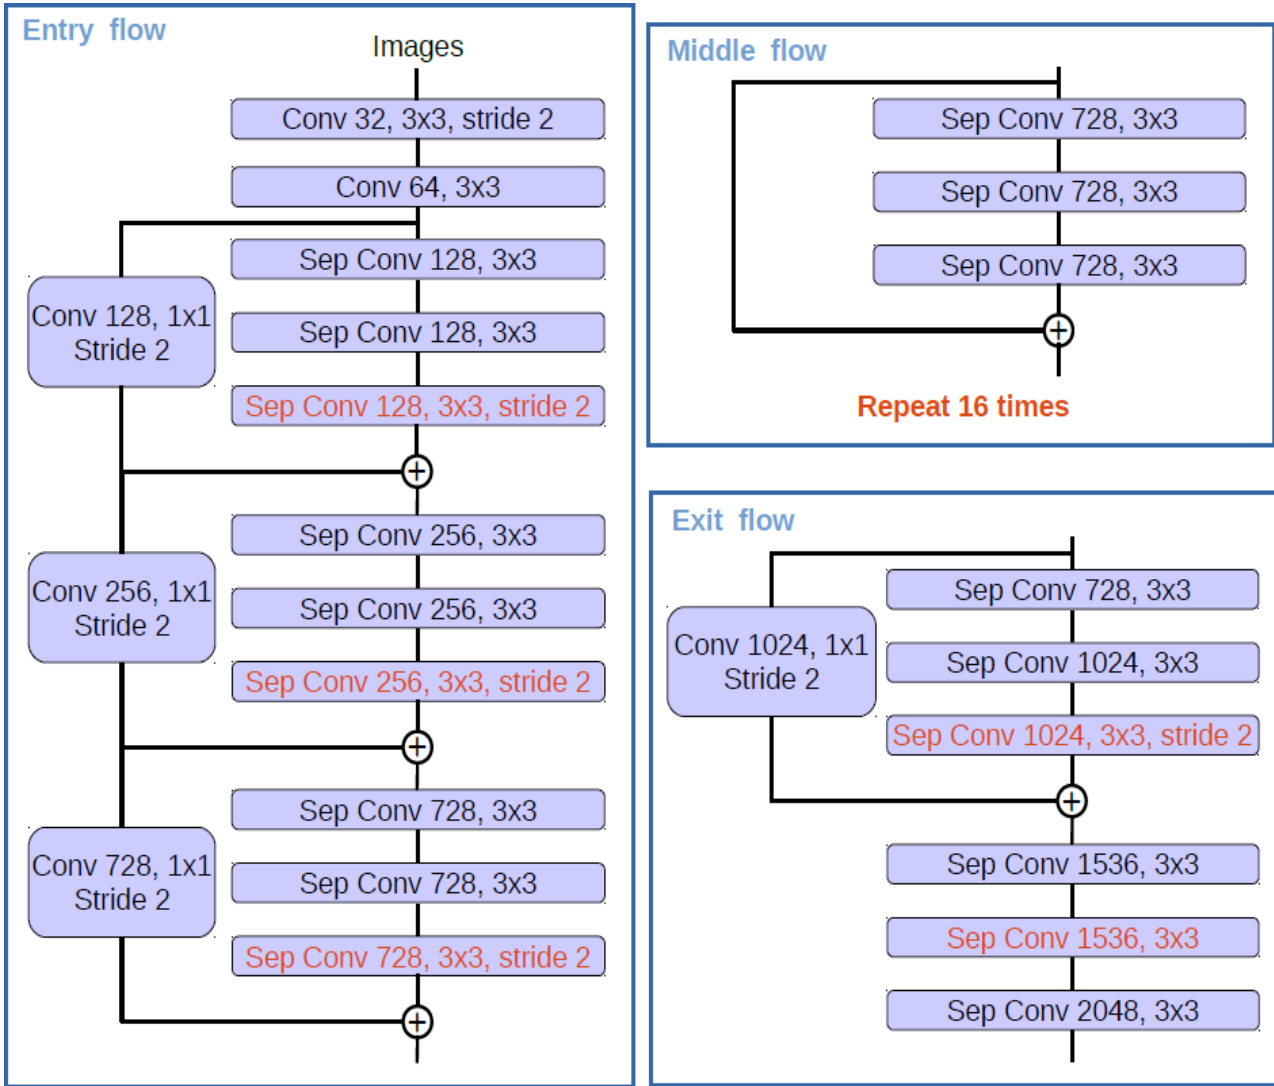 Entry flow
Images
Conv 32, 3x3, stride 2
Conv 64, 3x3
Sep Conv 128, 3x3
Conv 128, 1x1
Stride 2
Sep Conv 128, 3x3
Sep Conv 128, 3x3, stride 2
Sep Conv 256, 3x3
Conv 256, 1x1
Stride 2
Sep Conv 256, 3x3
Sep Conv 256, 3x3, stride 2
Sep Conv 728, 3x3
Conv 728, 1x1
Stride 2
Sep Conv 728, 3x3
Sep Conv 728, 3x3, stride 2
Middle flow
Sep Conv 728, 3x3
Sep Conv 728, 3x3
Sep Conv 728, 3x3
Repeat 16 times
Exit flow
Sep Conv 728, 3x3
Conv 1024, 1x1
Stride 2
Sep Conv 1024, 3x3
Sep Conv 1024, 3x3, stride 2
Sep Conv 1536, 3x3
Sep Conv 1536, 3x3
Sep Conv 2048, 3x3